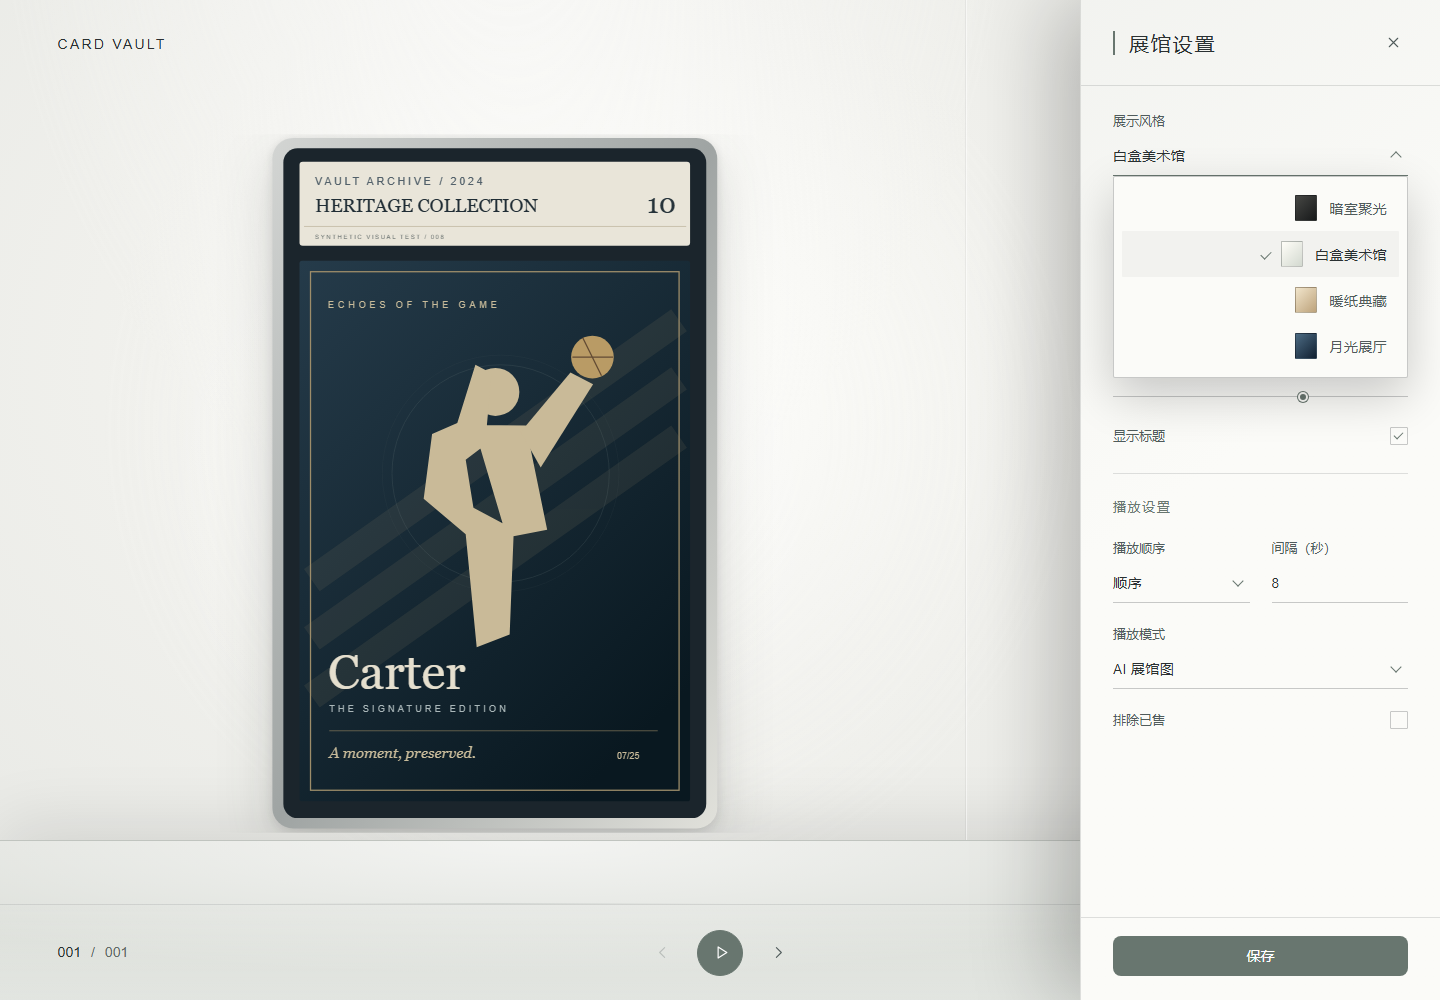 CARD VAULT
VAULT ARCHIVE / 2024
HERITAGE COLLECTION 10
SYNTHETIC VISUAL TEST / 008
ECHOES OF THE GAME
Carter
THE SIGNATURE EDITION
A moment, preserved. 07/25
001 / 001
展馆设置
展示风格
白盒美术馆
暗室聚光
白盒美术馆
暖纸典藏
月光展厅
显示标题
播放设置
播放顺序 间隔（秒）
顺序 8
播放模式
AI 展馆图
排除已售
保存